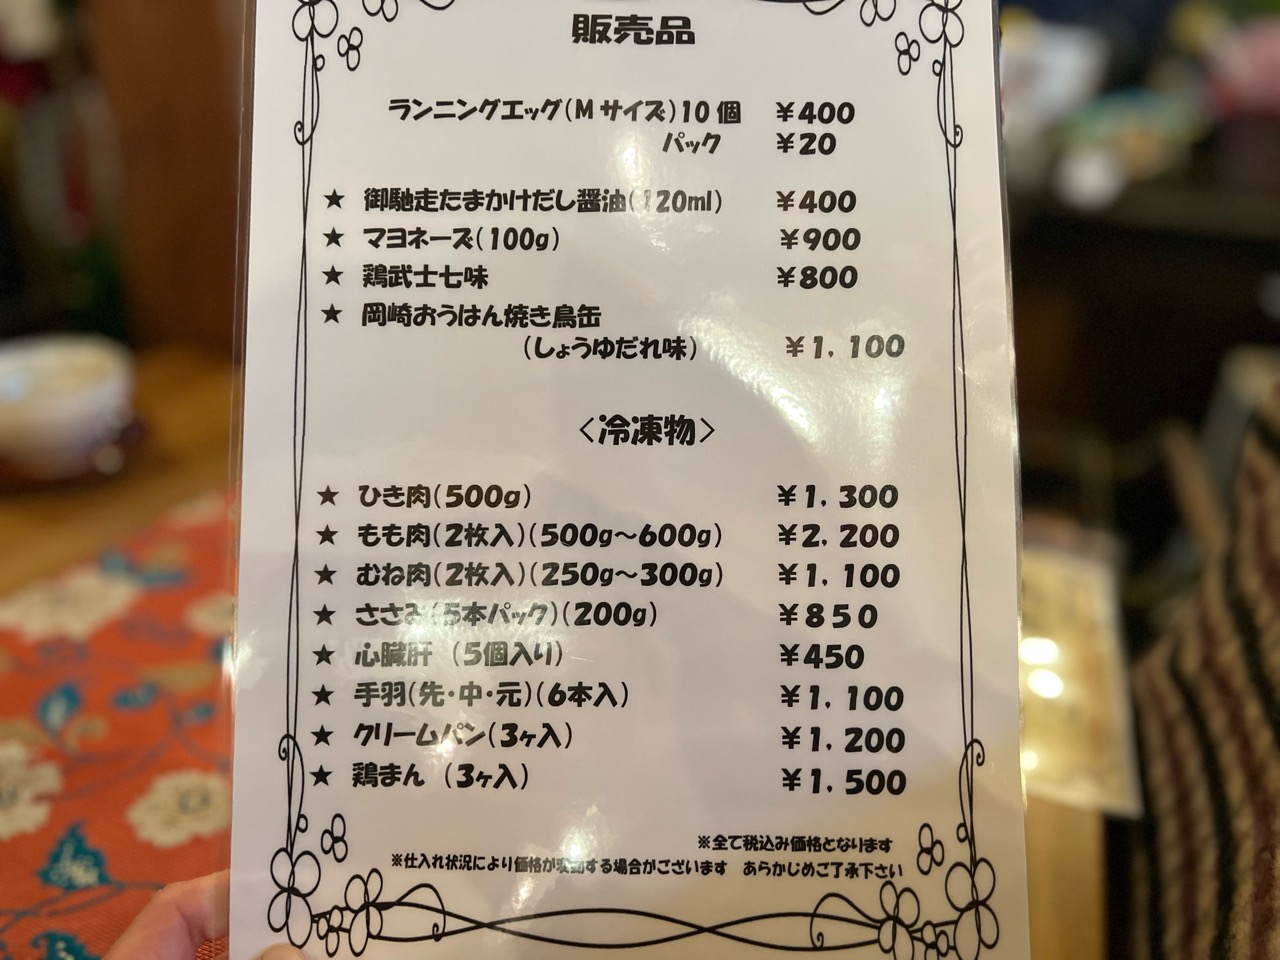 販売品
ランニングエッグ(Mサイズ)10個 ¥400
パック ¥20
★ 御馳走たまかけだし醤油(120ml) ¥400
★ マヨネーズ(100g) ¥900
★ 鶏武士七味 ¥800
★ 岡崎おうはん焼き鳥缶
(しょうゆだれ味) ¥1,100
<冷凍物>
★ ひき肉(500g) ¥1,300
★ もも肉(2枚入)(500g～600g) ¥2,200
★ むね肉(2枚入)(250g～300g) ¥1,100
★ ささみ(5本パック)(200g) ¥850
★ 心臓肝 (5個入り) ¥450
★ 手羽(先・中・元)(6本入) ¥1,100
★ クリームパン(3ヶ入) ¥1,200
★ 鶏まん (3ヶ入) ¥1,500
※全て税込み価格となります
※仕入れ状況により価格が変動する場合がございます あらかじめご了承下さい